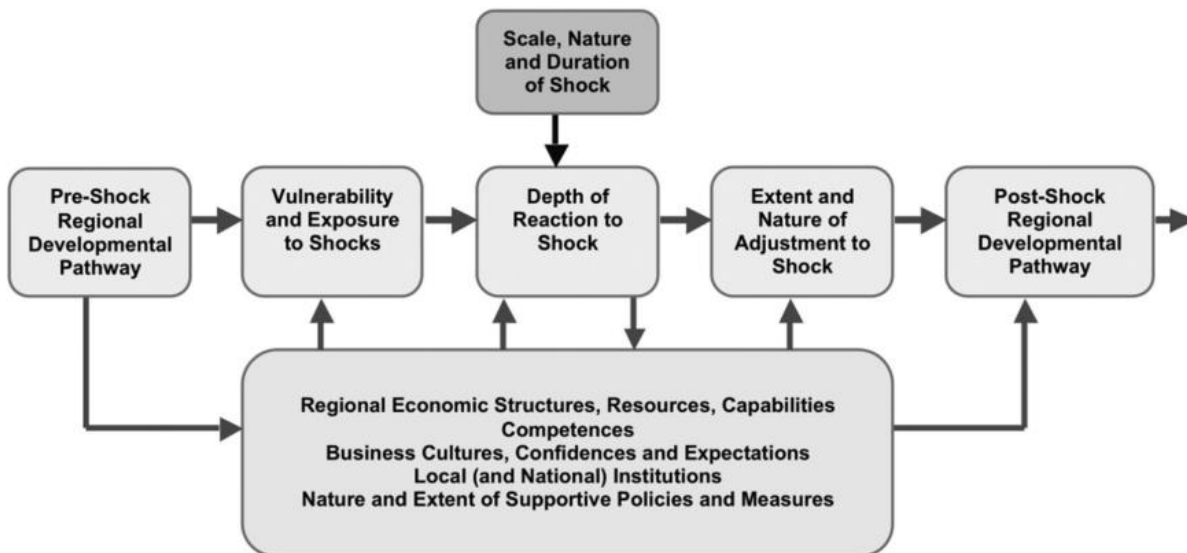 Scale, Nature
and Duration
of Shock
Pre-Shock
Regional
Developmental
Pathway
Vulnerability
and Exposure
to Shocks
Depth of
Reaction to
Shock
Extent and
Nature of
Adjustment to
Shock
Post-Shock
Regional
Developmental
Pathway
Regional Economic Structures, Resources, Capabilities
Competences
Business Cultures, Confidences and Expectations
Local (and National) Institutions
Nature and Extent of Supportive Policies and Measures